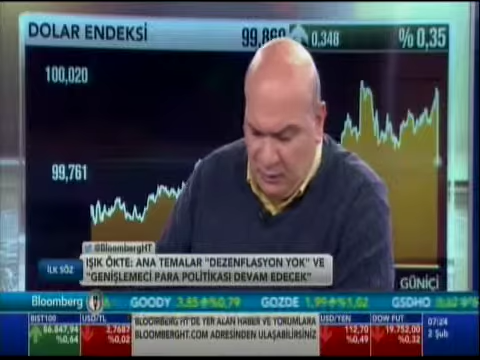 DOLAR ENDEKSİ 99,869 0,348 % 0,35
100,020
99,761
@BloombergHT
İLK SÖZ
IŞIK ÖKTE: ANA TEMALAR "DEZENFLASYON YOK" VE
"GENİŞLEMECİ PARA POLİTİKASI DEVAM EDECEK"
GÜNİÇİ
Bloomberg HT GOODY 3,85 %0,79 GOZDE 1,99 %1,02 GSDHO
BIST100 USD/TL DOW FUT
86.847,94 2,7687 112,70 19.752,00
%0,64 %0,02 %0,49 %0,32
BLOOMBERG HT'DE YER ALAN HABER VE YORUMLARA
BLOOMBERGHT.COM ADRESİNDEN ULAŞABİLİRSİNİZ
07:24
2 Şub